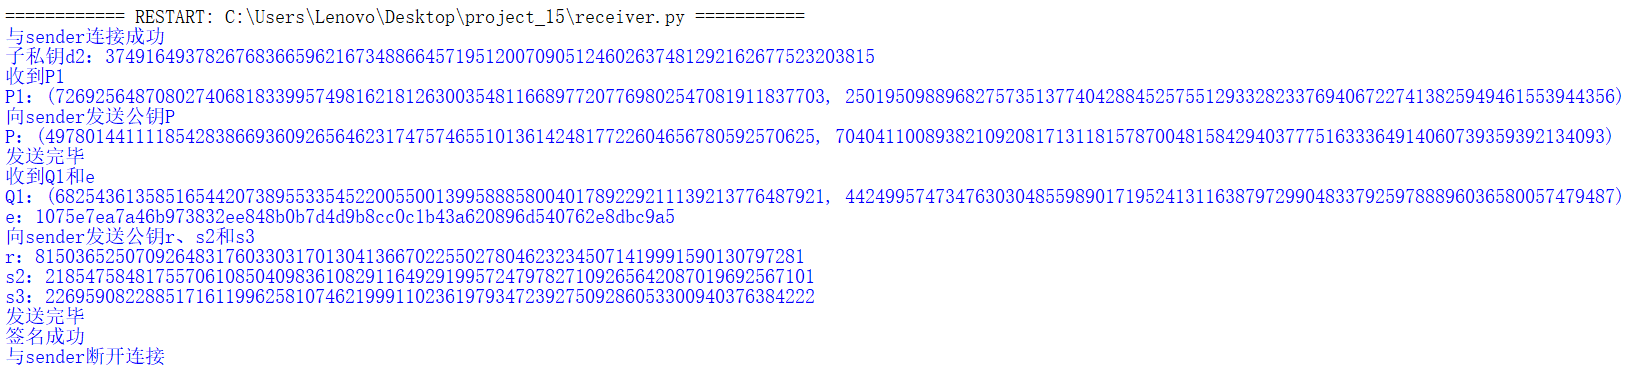 ============ RESTART: C:\Users\Lenovo\Desktop\project_15\receiver.py ===========
与sender连接成功
子私钥d2: 37491649378267683665962167348866457195120070905124602637481292162677523203815
收到P1
P1: (72692564870802740681833995749816218126300354811668977207769802547081911837703, 25019509889682757351377404288452575512933282337694067227413825949461553944356)
向sender发送公钥P
P: (49780144111185428386693609265646231747574655101361424817722604656780592570625, 70404110089382109208171311815787004815842940377751633364914060739359392134093)
发送完毕
收到Q1和e
Q1: (68254361358516544207389553354522005500139958885800401789229211139213776487921, 44249957473476303048559890171952413116387972990483379259788896036580057479487)
e: 1075e7ea7a46b973832ee848b0b7d4d9b8cc0c1b43a620896d540762e8dbc9a5
向sender发送公钥r、s2和s3
r: 8150365250709264831760330317013041366702255027804623234507141999159013079​7281
s2: 21854758481755706108504098361082911649291995724797827109265642087019692567101
s3: 22695908228851716119962581074621999110236197934723927509286053300940376384222
发送完毕
签名成功
与sender断开连接